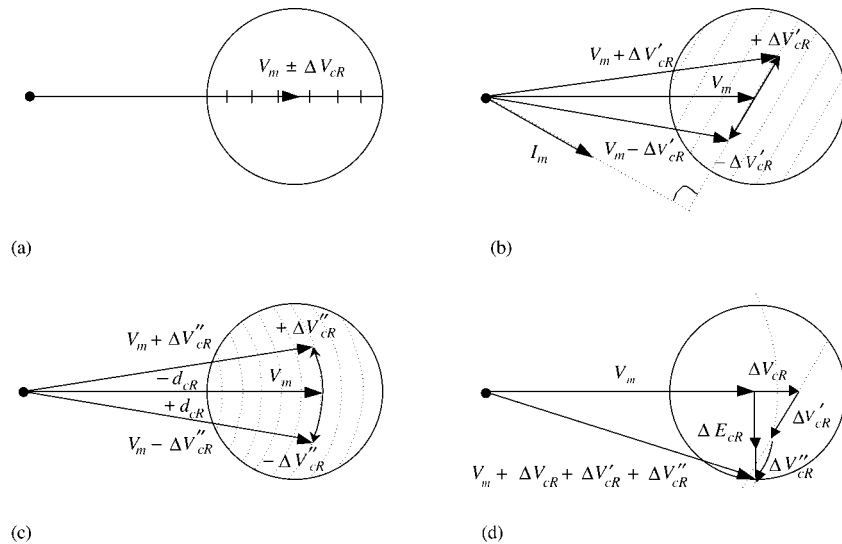 V_m ± ΔV_cR
(a)
V_m + ΔV′_cR
+ ΔV′_cR
V_m
V_m − ΔV′_cR
− ΔV′_cR
I_m
(b)
V_m + ΔV″_cR
+ ΔV″_cR
− d_cR
V_m
+ d_cR
V_m − ΔV″_cR
− ΔV″_cR
(c)
V_m
ΔV_cR
ΔV′_cR
ΔE_cR
ΔV″_cR
V_m + ΔV_cR + ΔV′_cR + ΔV″_cR
(d)